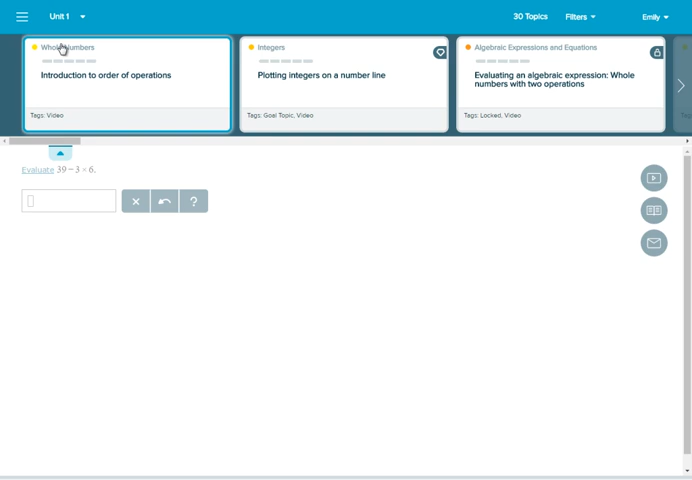 Unit 1
30 Topics
Filters
Emily
Whole Numbers
Introduction to order of operations
Tags: Video
Integers
Plotting integers on a number line
Tags: Goal Topic, Video
Algebraic Expressions and Equations
Evaluating an algebraic expression: Whole
numbers with two operations
Tags: Locked, Video
Evaluate 39 − 3 × 6.
?